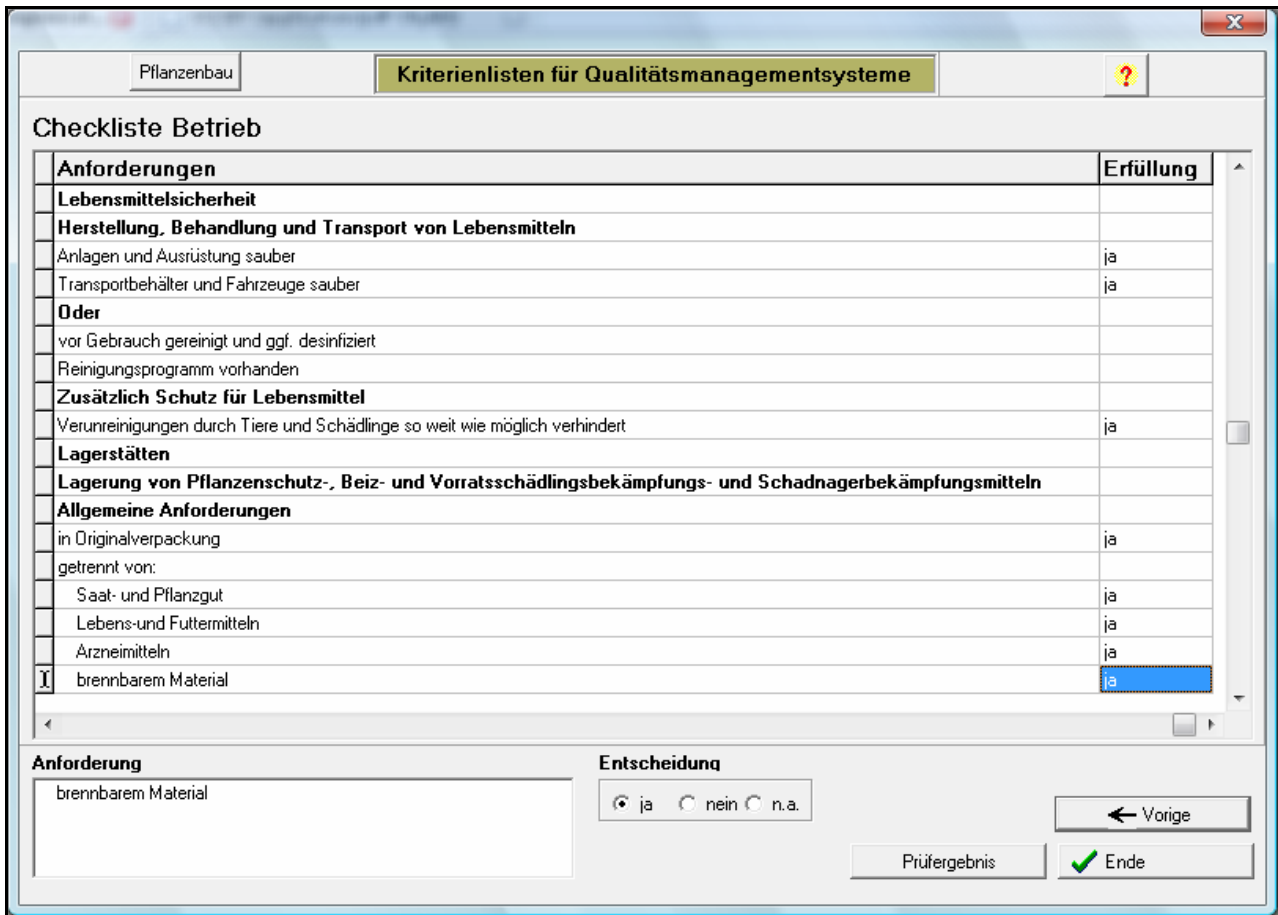 Pflanzenbau
Kriterienlisten für Qualitätsmanagementsysteme
?
Checkliste Betrieb
Anforderungen Erfüllung
Lebensmittelsicherheit
Herstellung, Behandlung und Transport von Lebensmitteln
Anlagen und Ausrüstung sauber ja
Transportbehälter und Fahrzeuge sauber ja
Oder
vor Gebrauch gereinigt und ggf. desinfiziert
Reinigungsprogramm vorhanden
Zusätzlich Schutz für Lebensmittel
Verunreinigungen durch Tiere und Schädlinge so weit wie möglich verhindert ja
Lagerstätten
Lagerung von Pflanzenschutz-, Beiz- und Vorratsschädlingsbekämpfungs- und Schadnagerbekämpfungsmitteln
Allgemeine Anforderungen
in Originalverpackung ja
getrennt von:
Saat- und Pflanzgut ja
Lebens-und Futtermitteln ja
Arzneimitteln ja
brennbarem Material ja
Anforderung
brennbarem Material
Entscheidung
ja nein n.a.
Vorige
Prüfergebnis
Ende